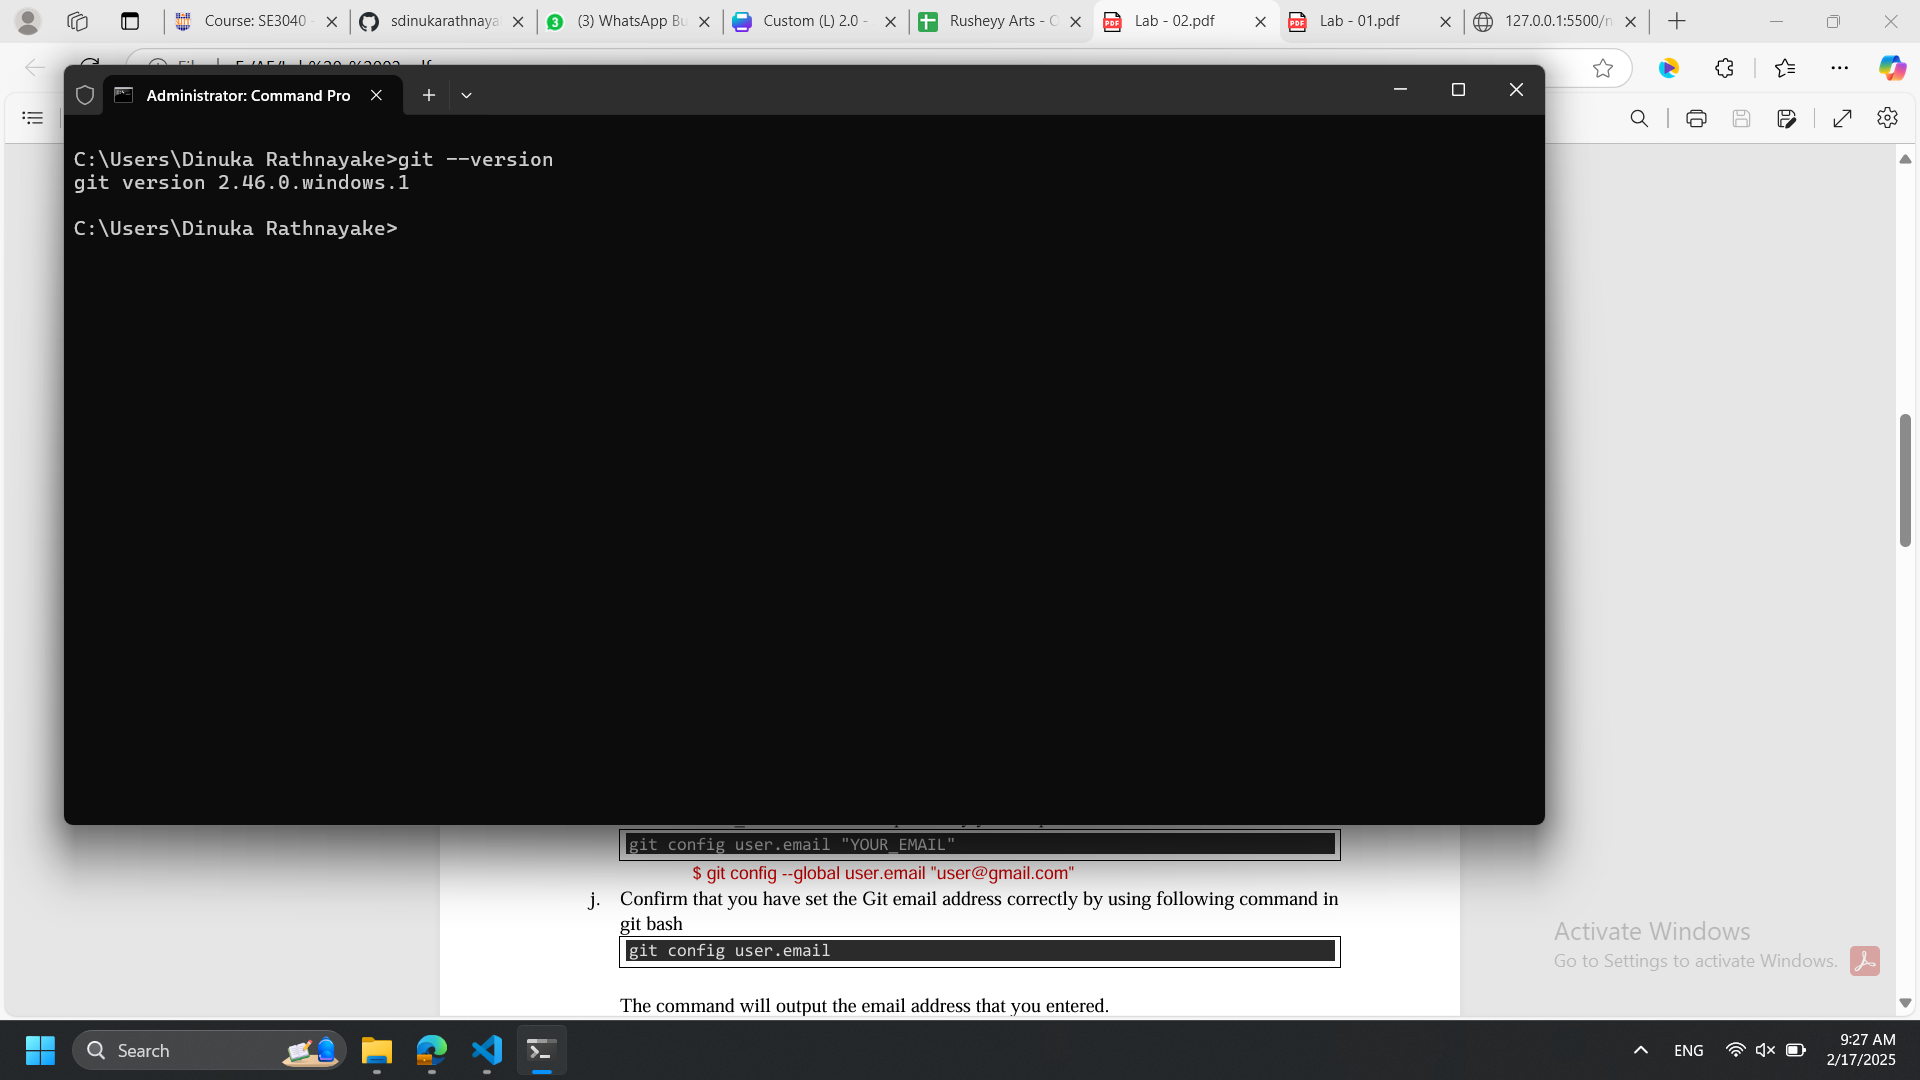 Course: SE3040 -
sdinukarathnaya
(3) WhatsApp Bu
Custom (L) 2.0 -
Rusheyy Arts - O
Lab - 02.pdf
Lab - 01.pdf
127.0.0.1:5500/n
Administrator: Command Pro
C:\Users\Dinuka Rathnayake>git --version
git version 2.46.0.windows.1
C:\Users\Dinuka Rathnayake>
git config user.email "YOUR_EMAIL"
$ git config --global user.email "user@gmail.com"
j. Confirm that you have set the Git email address correctly by using following command in
git bash
git config user.email
The command will output the email address that you entered.
Activate Windows
Go to Settings to activate Windows.
Search
ENG
9:27 AM
2/17/2025